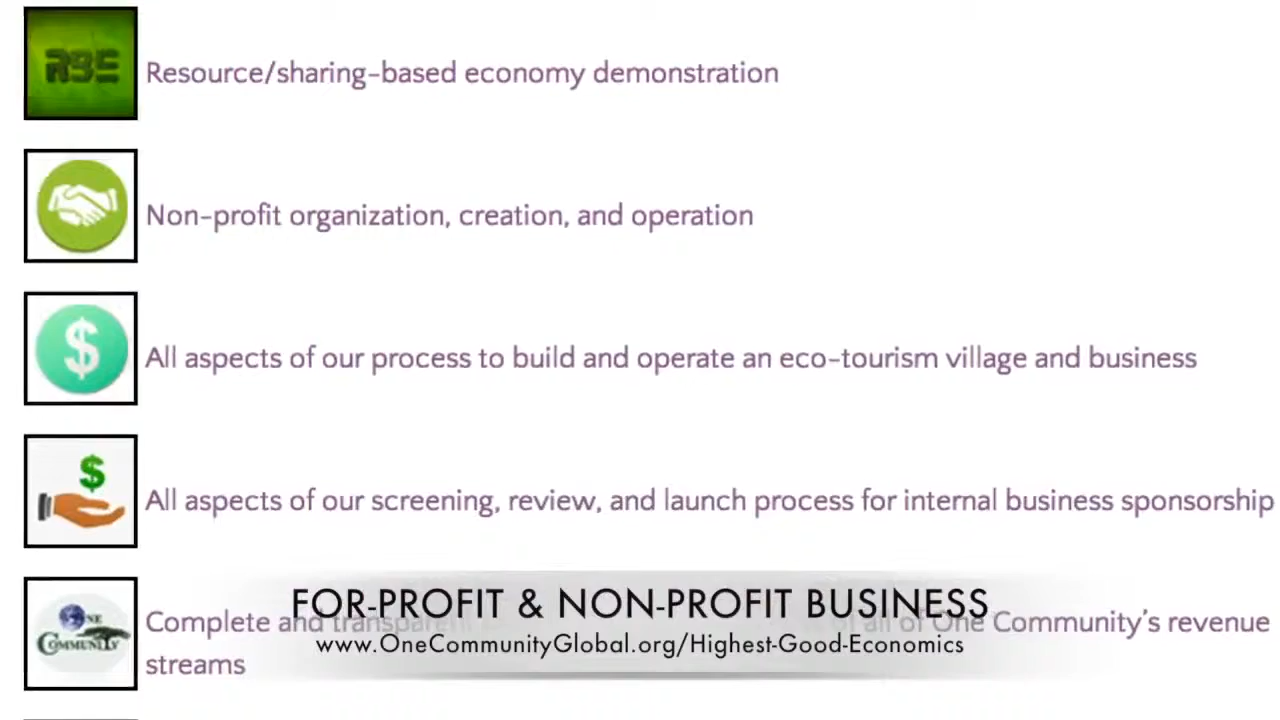 RBE
Resource/sharing-based economy demonstration
Non-profit organization, creation, and operation
$
All aspects of our process to build and operate an eco-tourism village and business
$
All aspects of our screening, review, and launch process for internal business sponsorship
ONE COMMUNITY
Complete and transparent of all of One Community's revenue
streams
FOR-PROFIT & NON-PROFIT BUSINESS
www.OneCommunityGlobal.org/Highest-Good-Economics